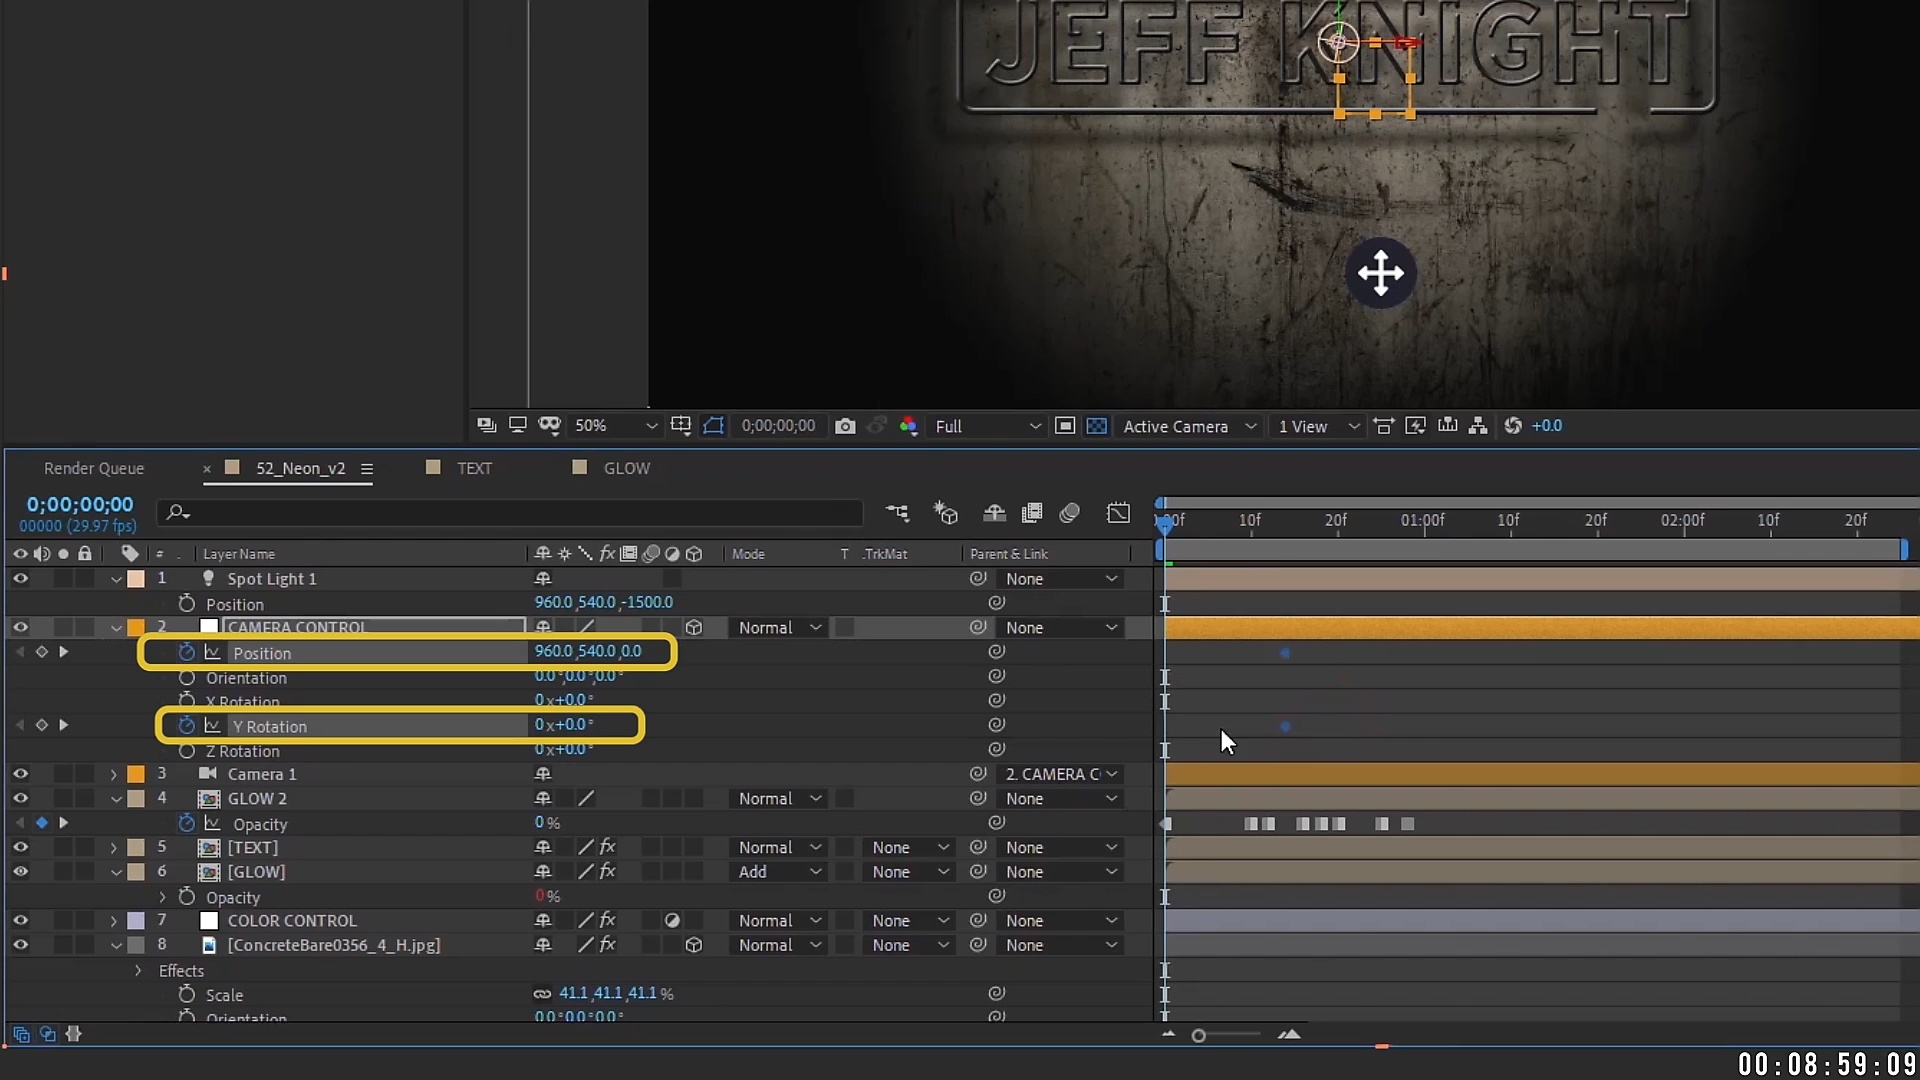 JEFF KNIGHT
50%
0;00;00;00
Full
Active Camera
1 View
+0.0
Render Queue
× 52_Neon_v2
TEXT
GLOW
0;00;00;00
00000 (29.97 fps)
10f
20f
01:00f
10f
20f
02:00f
10f
20f
# Layer Name
fx
Mode
T .TrkMat
Parent & Link
1 Spot Light 1
None
Position
960.0,540.0,-1500.0
2 CAMERA CONTROL
Normal
None
Position
960.0,540.0,0.0
Orientation
0.0°,0.0°,0.0°
X Rotation
0x+0.0°
Y Rotation
0x+0.0°
Z Rotation
0x+0.0°
3 Camera 1
2. CAMERA C
4 GLOW 2
Normal
None
Opacity
0%
5 [TEXT]
fx
Normal
None
None
6 [GLOW]
fx
Add
None
None
Opacity
0%
7 COLOR CONTROL
fx
Normal
None
None
8 [ConcreteBare0356_4_H.jpg]
fx
Normal
None
None
Effects
Scale
41.1,41.1,41.1%
Orientation
0.0°,0.0°,0.0°
00:08:59:09